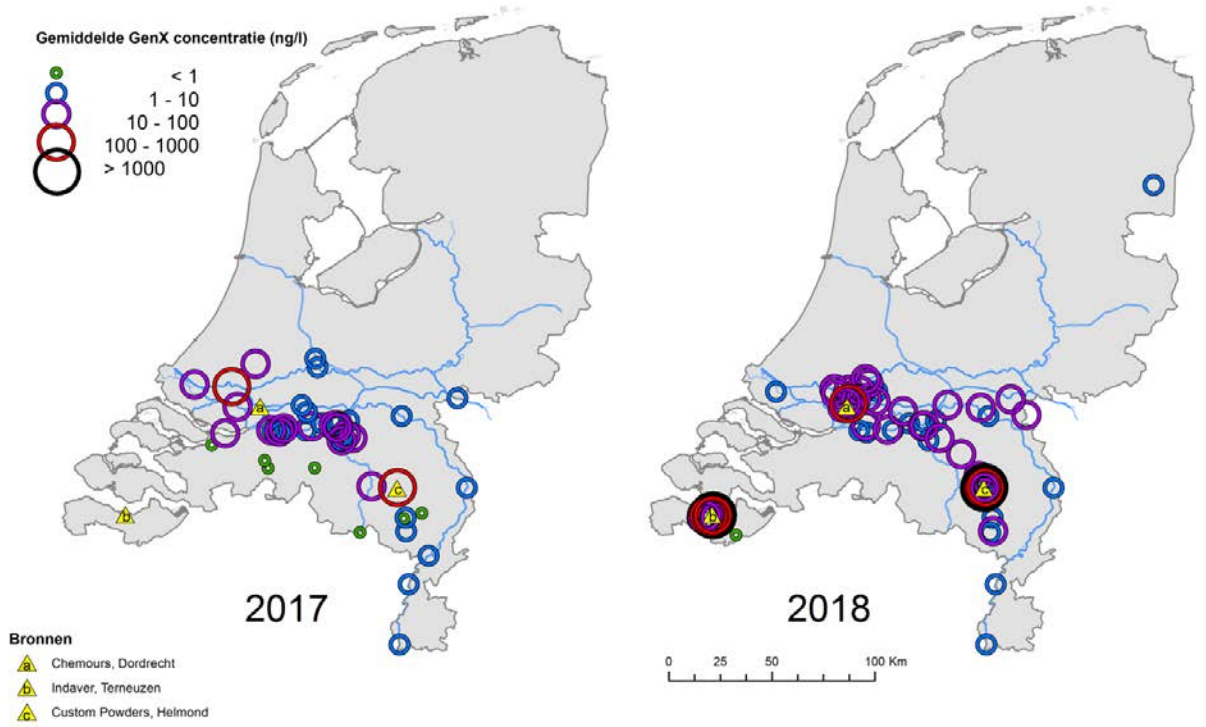 Gemiddelde GenX concentratie (ng/l)
< 1
1 - 10
10 - 100
100 - 1000
> 1000
a
b
c
2017
a
b
c
2018
0 25 50 100 Km
Bronnen
a Chemours, Dordrecht
b Indaver, Terneuzen
c Custom Powders, Helmond